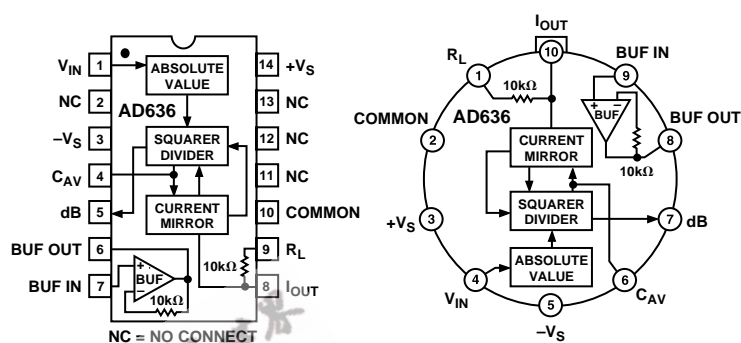 V_IN 1 14 +V_S
ABSOLUTE
VALUE
NC 2 AD636 13 NC
–V_S 3 SQUARER
DIVIDER 12 NC
C_AV 4 11 NC
dB 5 CURRENT
MIRROR 10 COMMON
BUF OUT 6 9 R_L
10kΩ
BUF IN 7 + – BUF 8 I_OUT
10kΩ
NC = NO CONNECT
I_OUT
10
R_L
1
10kΩ
BUF IN
9
+ –
BUF
BUF OUT
8
10kΩ
COMMON
2
AD636
CURRENT
MIRROR
+V_S
3
SQUARER
DIVIDER
dB
7
ABSOLUTE
VALUE
V_IN
4
C_AV
6
5
–V_S